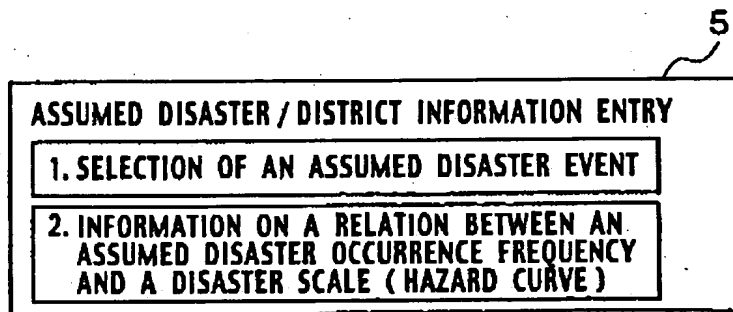 5
ASSUMED DISASTER / DISTRICT INFORMATION ENTRY
1. SELECTION OF AN ASSUMED DISASTER EVENT
2. INFORMATION ON A RELATION BETWEEN AN
ASSUMED DISASTER OCCURRENCE FREQUENCY
AND A DISASTER SCALE ( HAZARD CURVE )